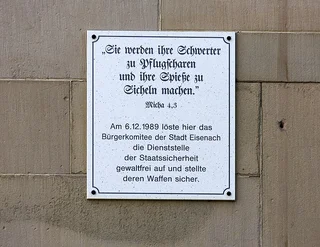 „Sie werden ihre Schwerter
zu Pflugscharen
und ihre Spieße zu
Sicheln machen.”
Micha 4,3
Am 6.12.1989 löste hier das
Bürgerkomitee der Stadt Eisenach
die Dienststelle
der Staatssicherheit
gewaltfrei auf und stellte
deren Waffen sicher.